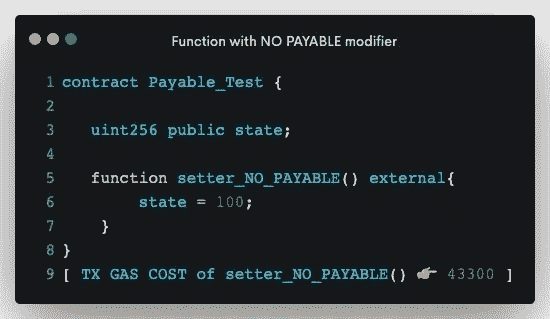 Function with NO PAYABLE modifier
1 contract Payable_Test {
2
3 uint256 public state;
4
5 function setter_NO_PAYABLE() external{
6 state = 100;
7 }
8 }
9 [ TX GAS COST of setter_NO_PAYABLE() 👉 43300 ]